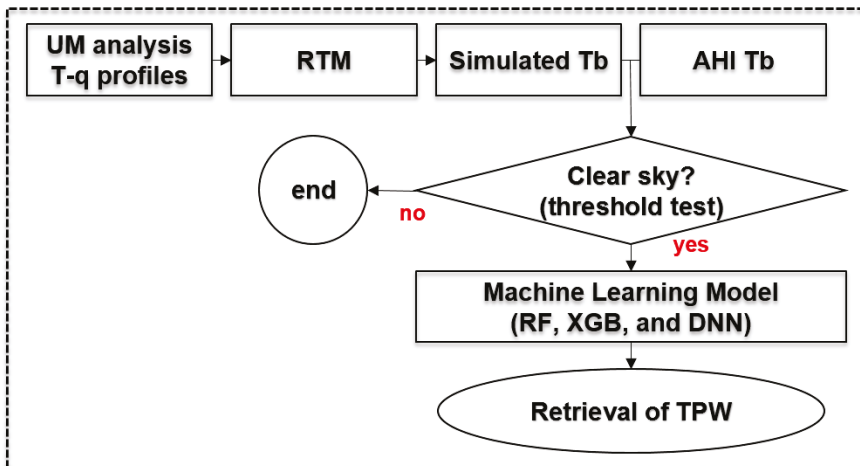 UM analysis
T-q profiles
RTM
Simulated Tb
AHI Tb
Clear sky?
(threshold test)
end
no
yes
Machine Learning Model
(RF, XGB, and DNN)
Retrieval of TPW